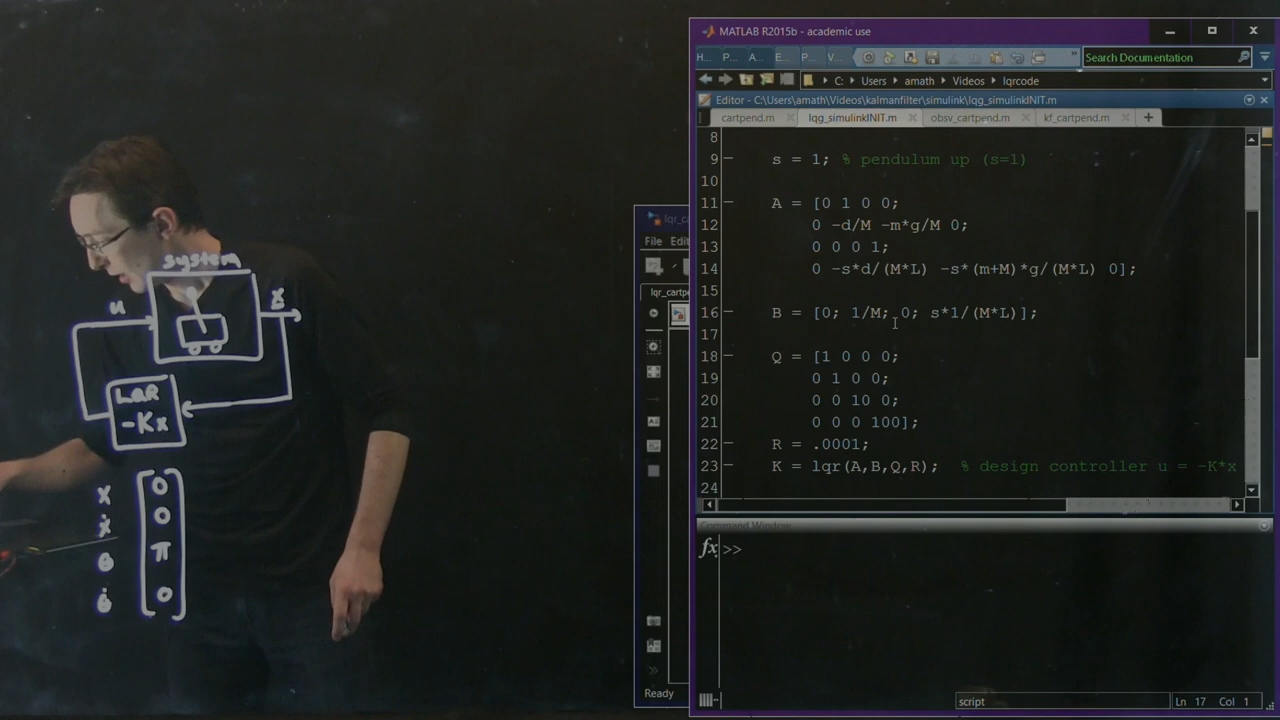 system
u
x
LQR
-Kx
x 0
ẋ 0
θ π
θ̇ 0
MATLAB R2015b - academic use
H... P... A... E... P... V...
Search Documentation
C: Users amath Videos lqrcode
Editor - C:\Users\amath\Videos\kalmanfilter\simulink\lqg_simulinkINIT.m
cartpend.m lqg_simulinkINIT.m obsv_cartpend.m kf_cartpend.m +
8
9 s = 1; % pendulum up (s=1)
10
11 A = [0 1 0 0;
12 0 -d/M -m*g/M 0;
13 0 0 0 1;
14 0 -s*d/(M*L) -s*(m+M)*g/(M*L) 0];
15
16 B = [0; 1/M; 0; s*1/(M*L)];
17
18 Q = [1 0 0 0;
19 0 1 0 0;
20 0 0 10 0;
21 0 0 0 100];
22 R = .0001;
23 K = lqr(A,B,Q,R); % design controller u = -K*x
24
Command Window
fx >>
script
Ln 17 Col 1
lqr_ca
File Edi
lqr_cartp
Ready